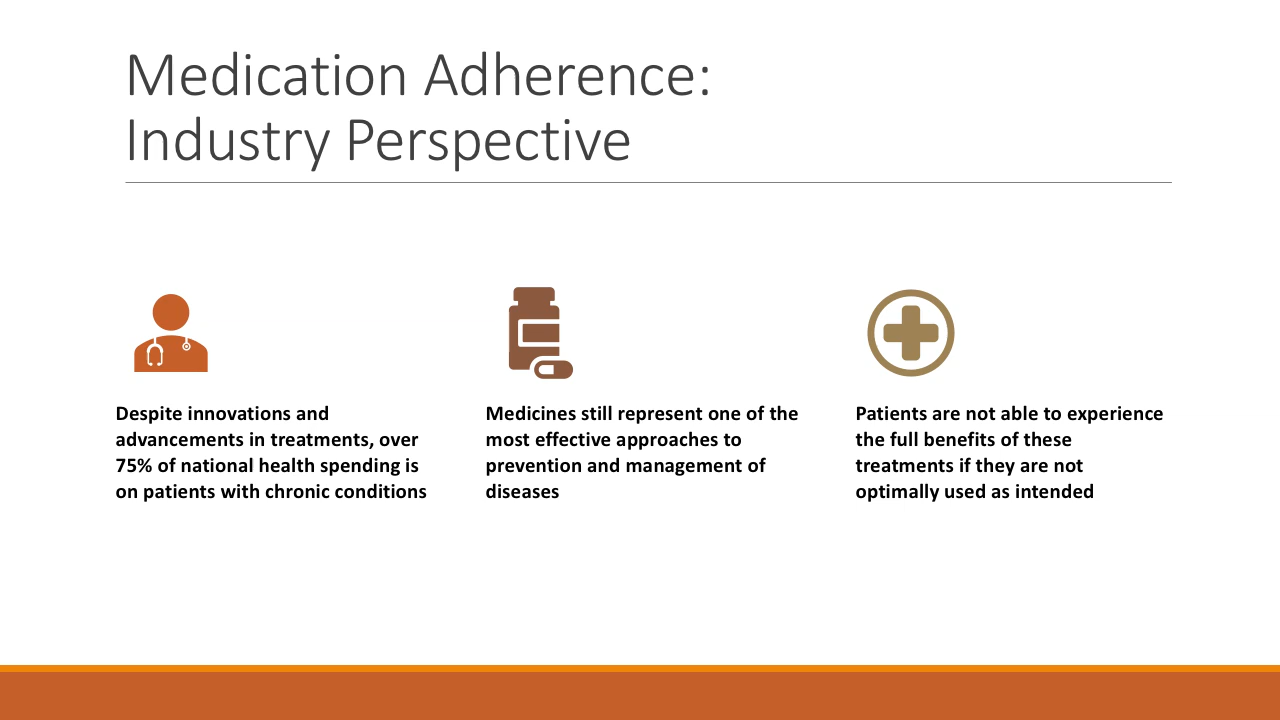 Medication Adherence:
Industry Perspective
Despite innovations and
advancements in treatments, over
75% of national health spending is
on patients with chronic conditions
Medicines still represent one of the
most effective approaches to
prevention and management of
diseases
Patients are not able to experience
the full benefits of these
treatments if they are not
optimally used as intended